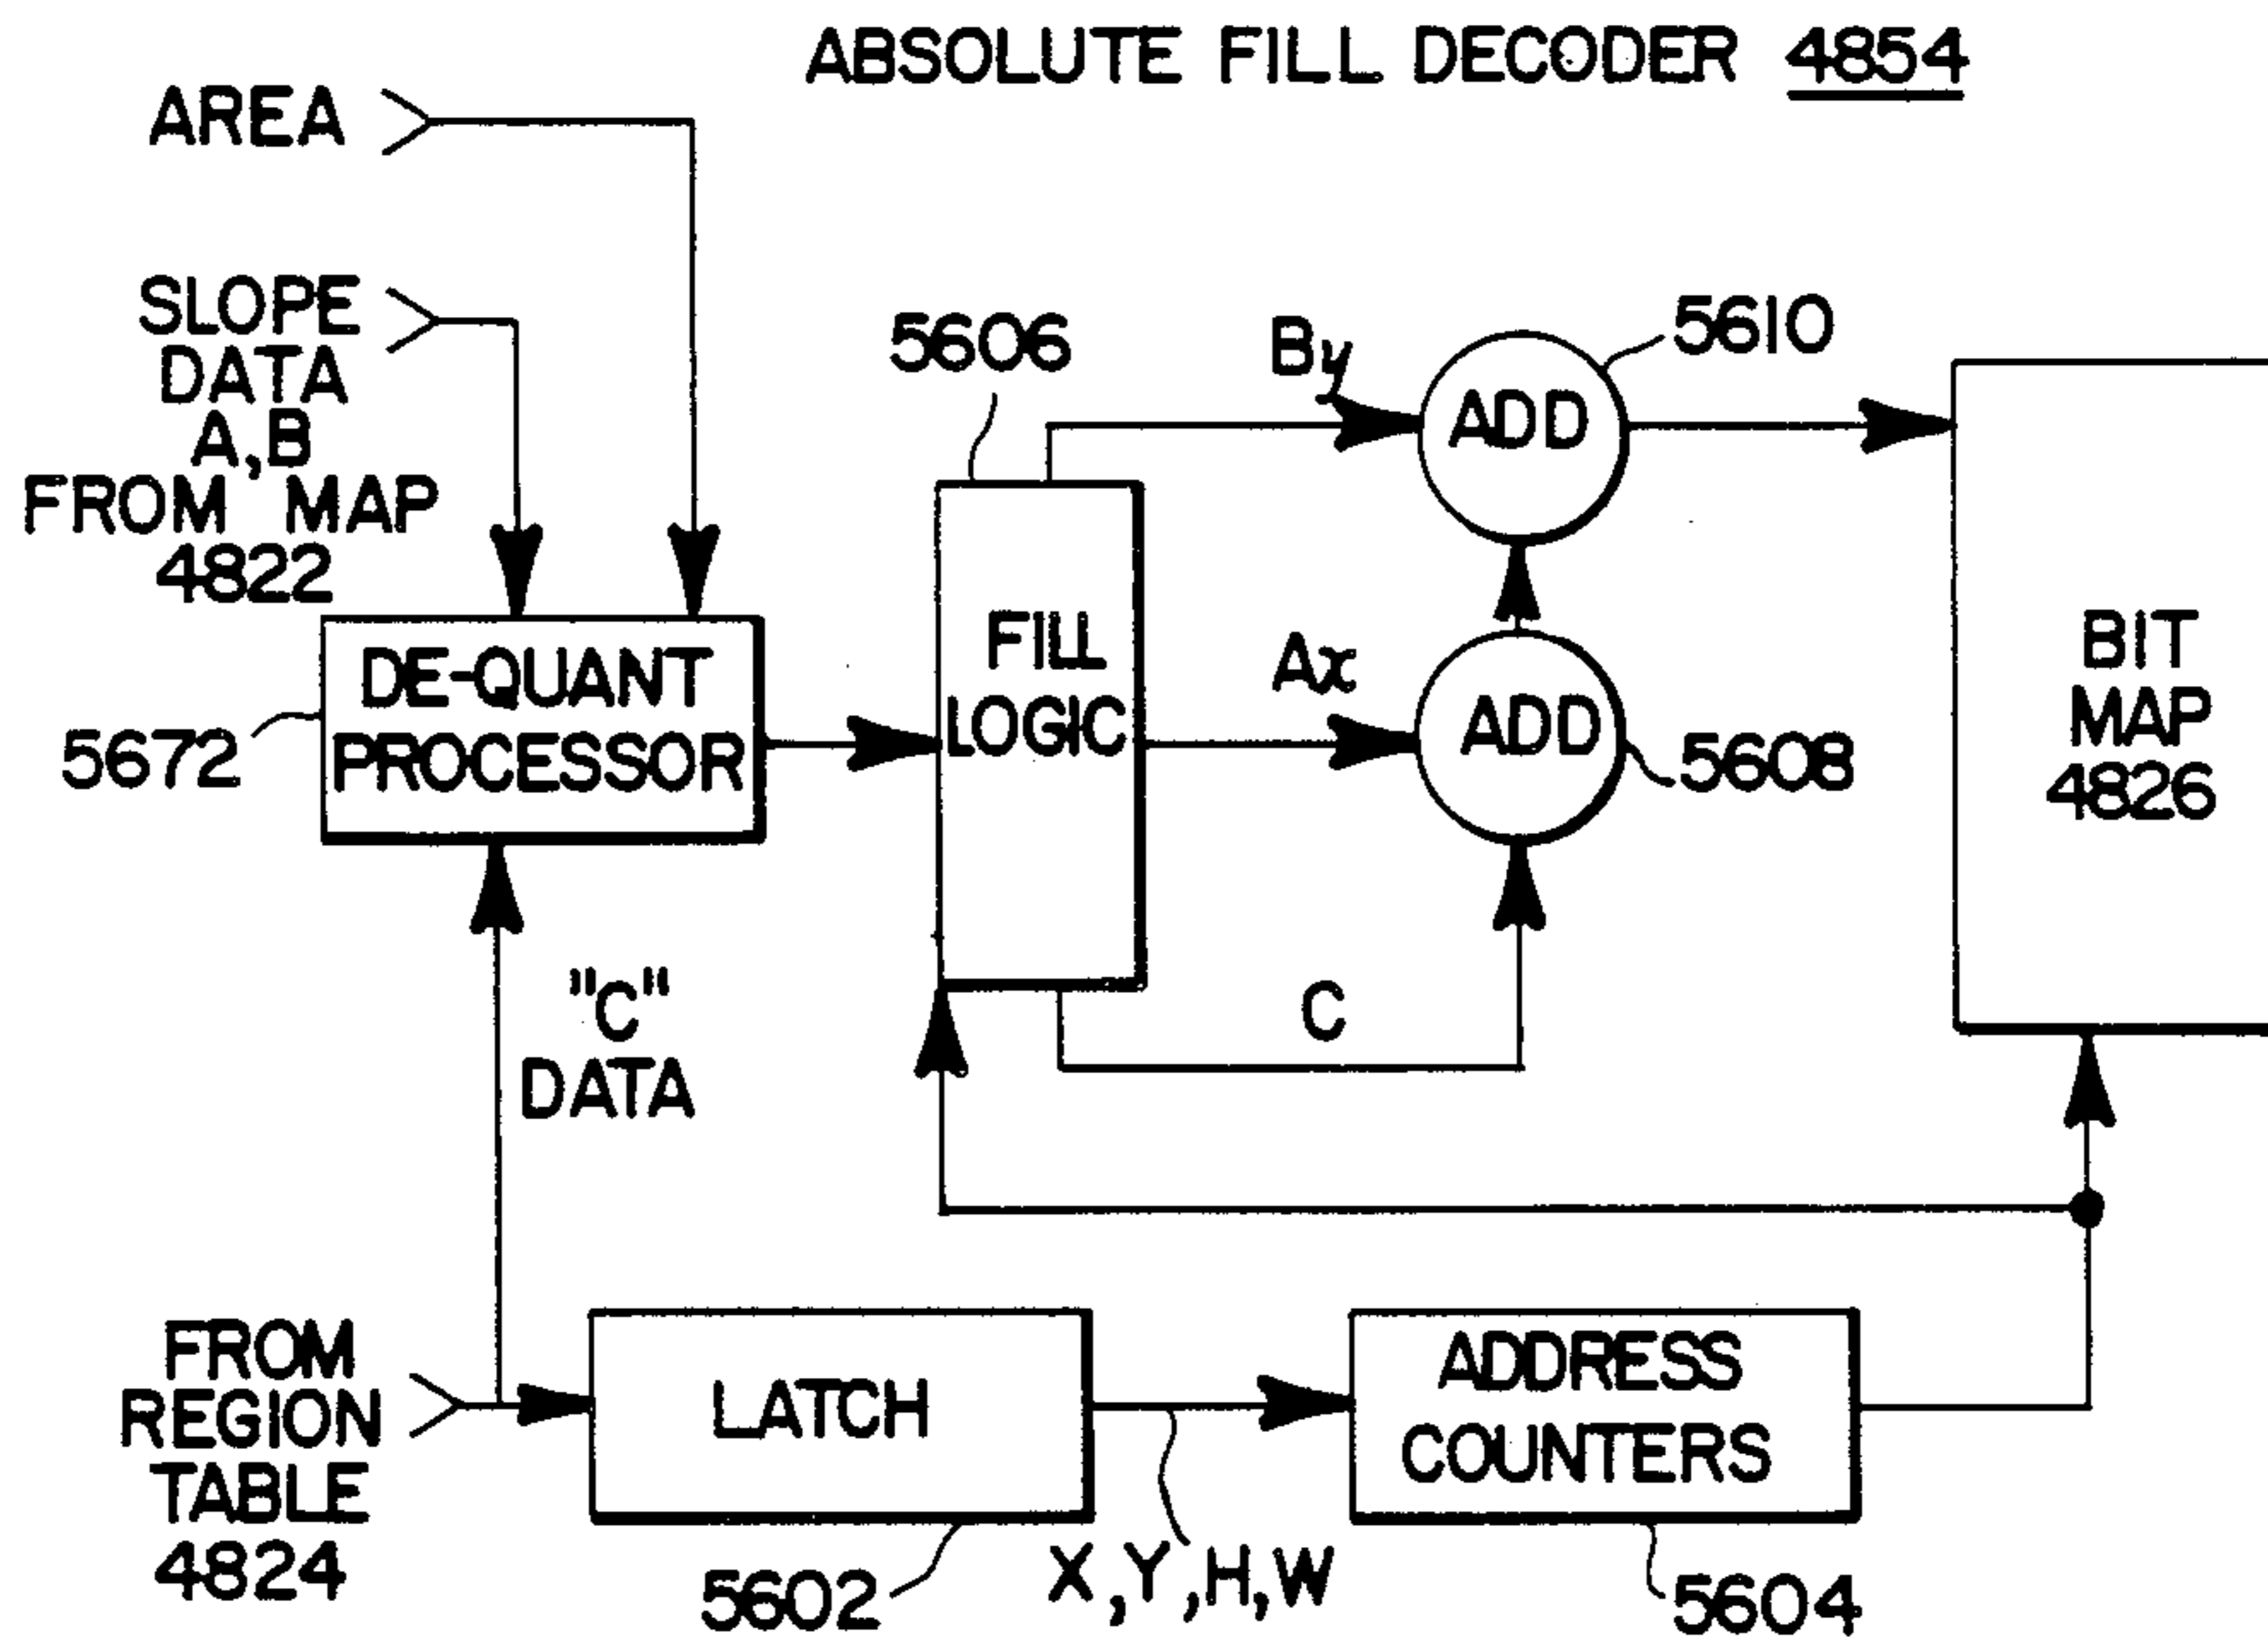 ABSOLUTE FILL DECODER 4854
AREA
SLOPE
DATA
A,B
FROM MAP
4822
5606
By
5610
ADD
DE-QUANT
PROCESSOR
5672
FILL
LOGIC
Ax
ADD
5608
BIT
MAP
4826
"C"
DATA
C
FROM
REGION
TABLE
4824
LATCH
5602
X,Y,H,W
ADDRESS
COUNTERS
5604